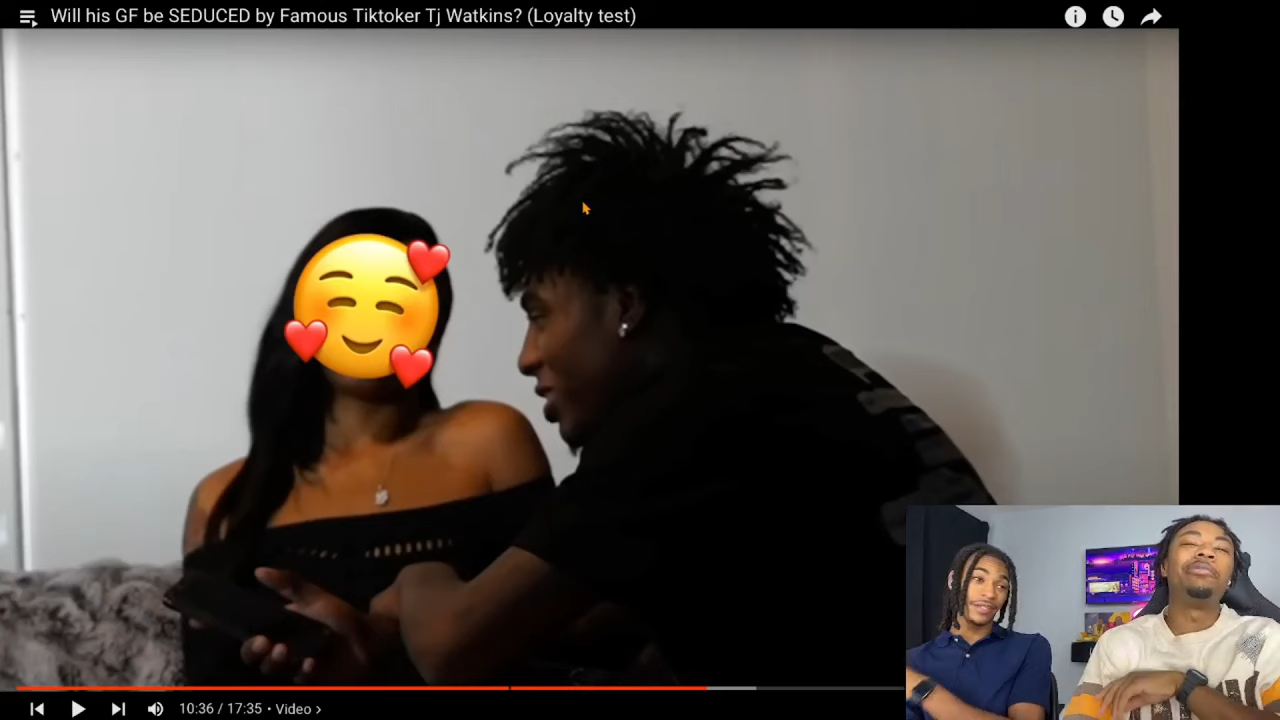 Will his GF be SEDUCED by Famous Tiktoker Tj Watkins? (Loyalty test)
10:36 / 17:35 • Video >